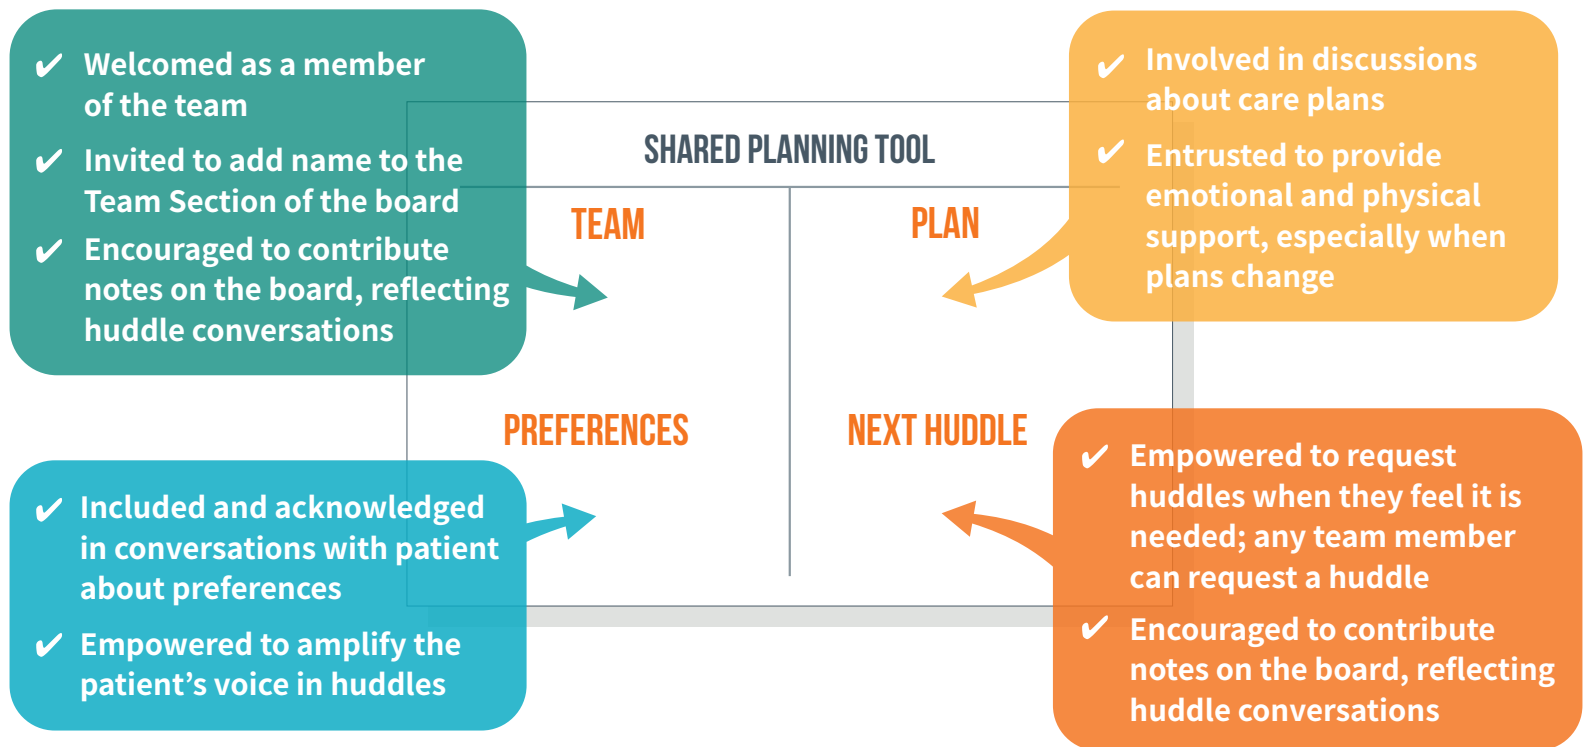 ✔ Welcomed as a member
of the team
✔ Invited to add name to the
Team Section of the board
✔ Encouraged to contribute
notes on the board, reflecting
huddle conversations
SHARED PLANNING TOOL
TEAM
PLAN
✔ Involved in discussions
about care plans
✔ Entrusted to provide
emotional and physical
support, especially when
plans change
PREFERENCES
NEXT HUDDLE
✔ Included and acknowledged
in conversations with patient
about preferences
✔ Empowered to amplify the
patient’s voice in huddles
✔ Empowered to request
huddles when they feel it is
needed; any team member
can request a huddle
✔ Encouraged to contribute
notes on the board, reflecting
huddle conversations